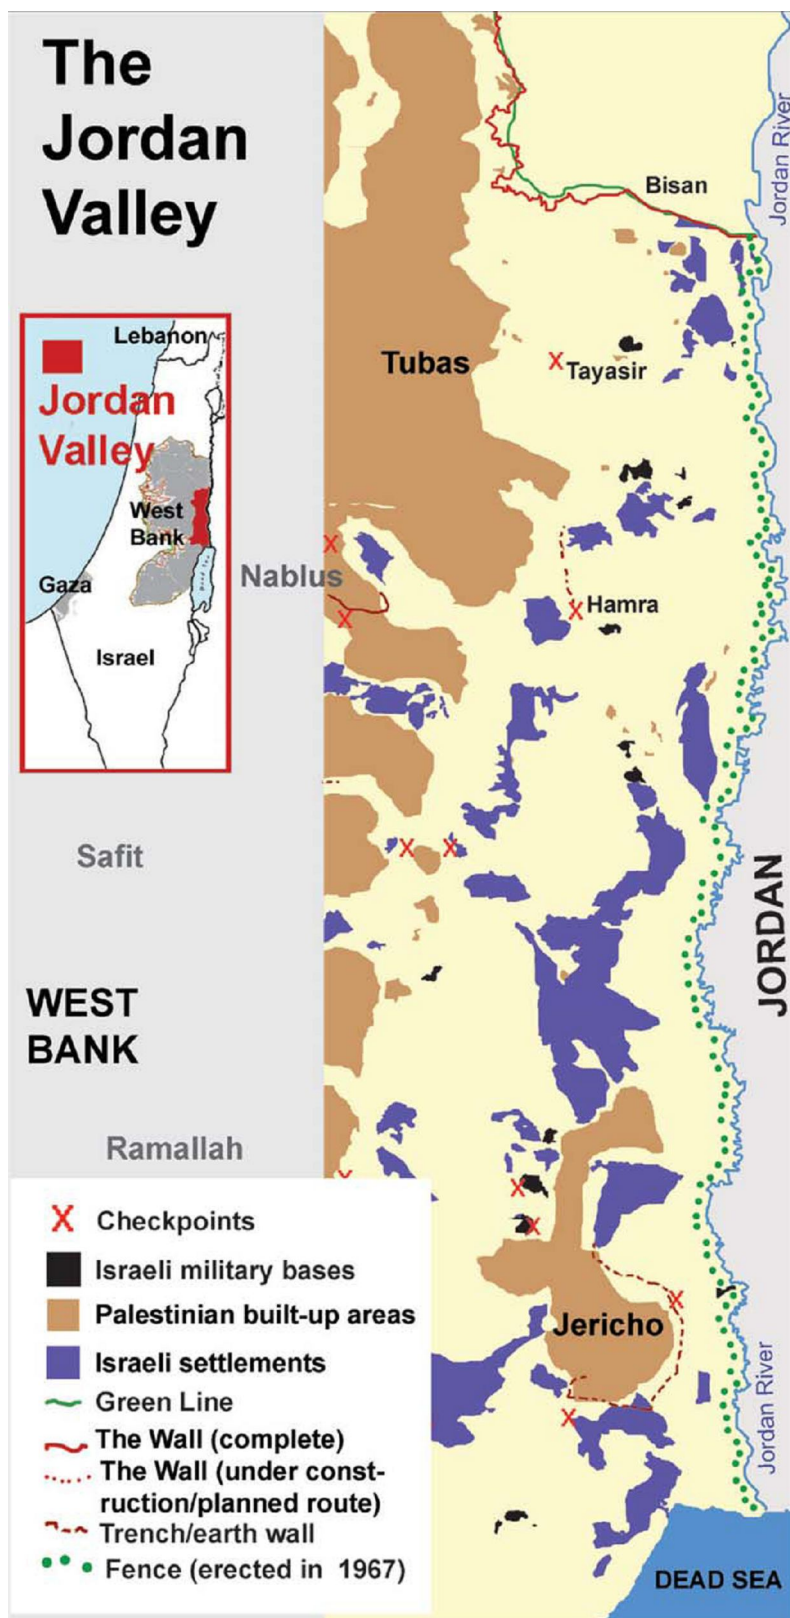 The
Jordan
Valley
Jordan River
Bisan
Lebanon
Jordan
Valley
West
Bank
Gaza
Israel
Tubas
Tayasir
Nablus
Hamra
Safit
JORDAN
WEST
BANK
Ramallah
Jericho
Jordan River
DEAD SEA
X Checkpoints
Israeli military bases
Palestinian built-up areas
Israeli settlements
Green Line
The Wall (complete)
The Wall (under const-
ruction/planned route)
Trench/earth wall
Fence (erected in 1967)